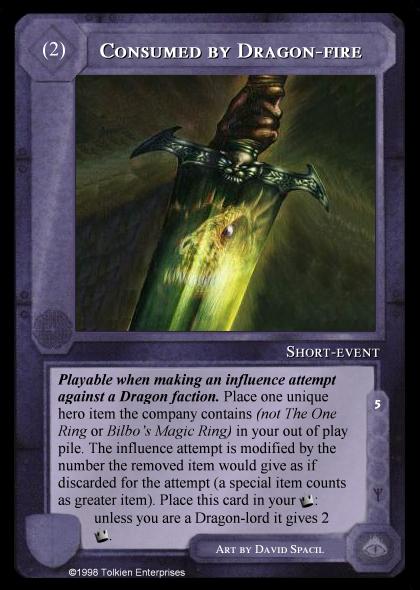 (2)
CONSUMED BY DRAGON-FIRE
SHORT-EVENT
Playable when making an influence attempt
against a Dragon faction. Place one unique
hero item the company contains (not The One
Ring or Bilbo's Magic Ring) in your out of play
pile. The influence attempt is modified by the
number the removed item would give as if
discarded for the attempt (a special item counts
as greater item). Place this card in your :
unless you are a Dragon-lord it gives 2
.
5
ART BY DAVID SPACIL
©1998 Tolkien Enterprises